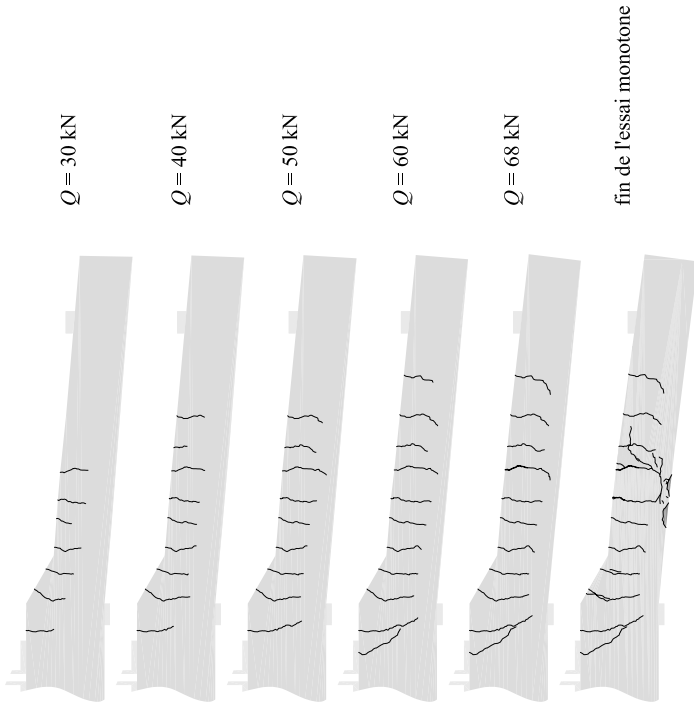 Q = 30 kN
Q = 40 kN
Q = 50 kN
Q = 60 kN
Q = 68 kN
fin de l'essai monotone